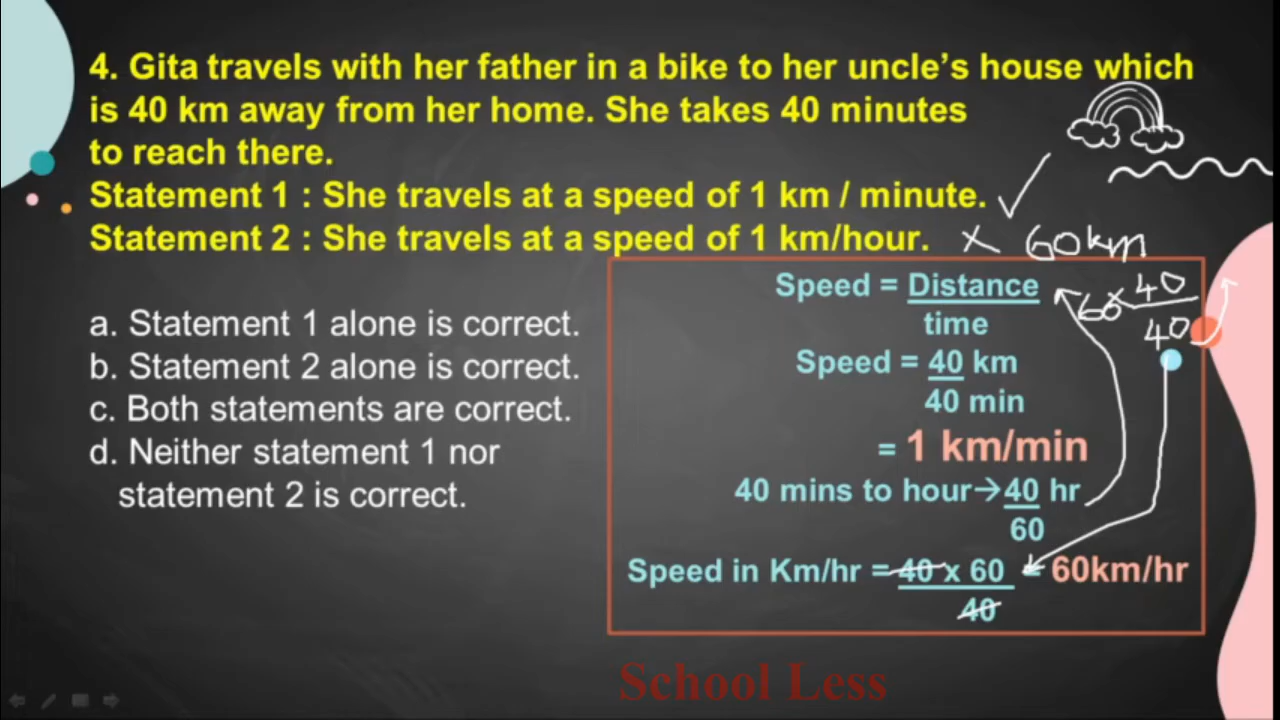 4. Gita travels with her father in a bike to her uncle's house which
is 40 km away from her home. She takes 40 minutes
to reach there.
Statement 1 : She travels at a speed of 1 km / minute. ✓
Statement 2 : She travels at a speed of 1 km/hour. × 60km
a. Statement 1 alone is correct.
b. Statement 2 alone is correct.
c. Both statements are correct.
d. Neither statement 1 nor
statement 2 is correct.
Speed = Distance
time
60 × 40
40
Speed = 40 km
40 min
= 1 km/min
40 mins to hour→40 hr
60
Speed in Km/hr = 40 x 60 = 60km/hr
40
School Less